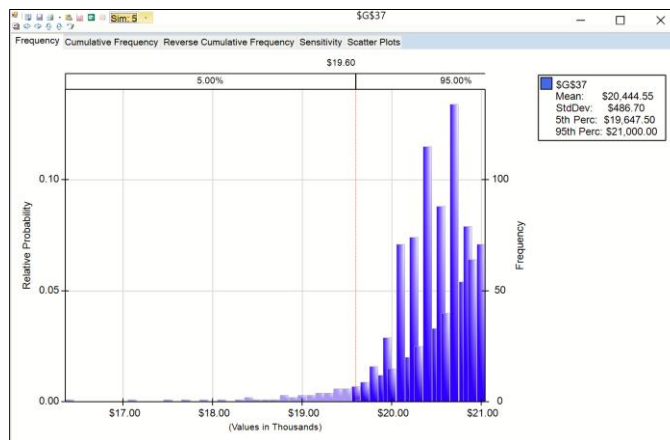 Sim: 5
$G$37
Frequency Cumulative Frequency Reverse Cumulative Frequency Sensitivity Scatter Plots
$19.60
5.00% 95.00%
$G$37
Mean: $20,444.55
StdDev: $486.70
5th Perc: $19,647.50
95th Perc: $21,000.00
0.10 100
Relative Probability
Frequency
0.05 50
0.00 0
$17.00 $18.00 $19.00 $20.00 $21.00
(Values in Thousands)